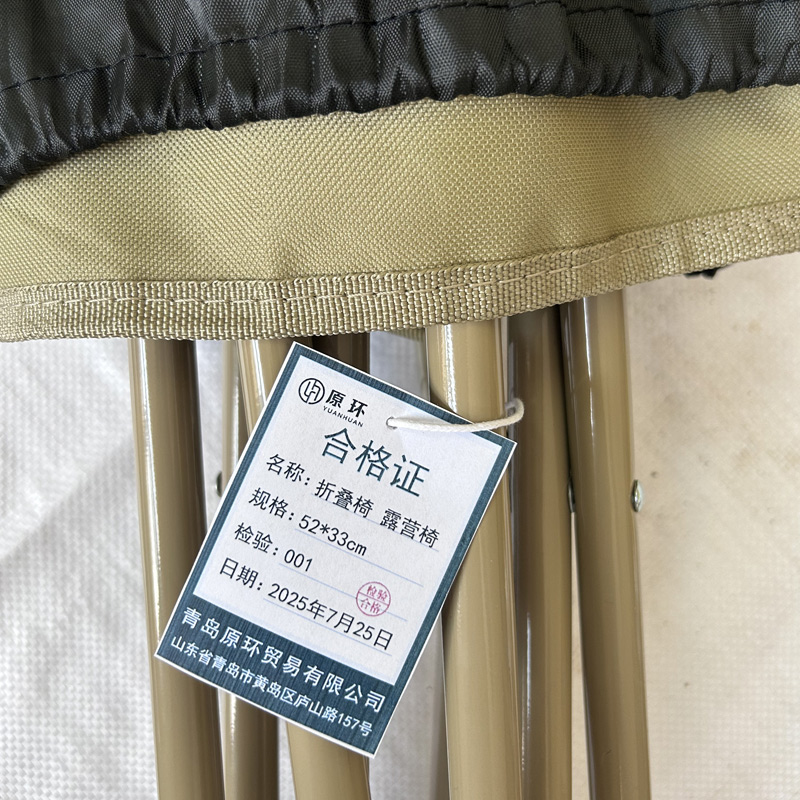 原环
YUANHUAN
合格证
名称：折叠椅 露营椅
规格：52*33cm
检验：001
检验
合格
日期：2025年7月25日
青岛原环贸易有限公司
山东省青岛市黄岛区庐山路157号